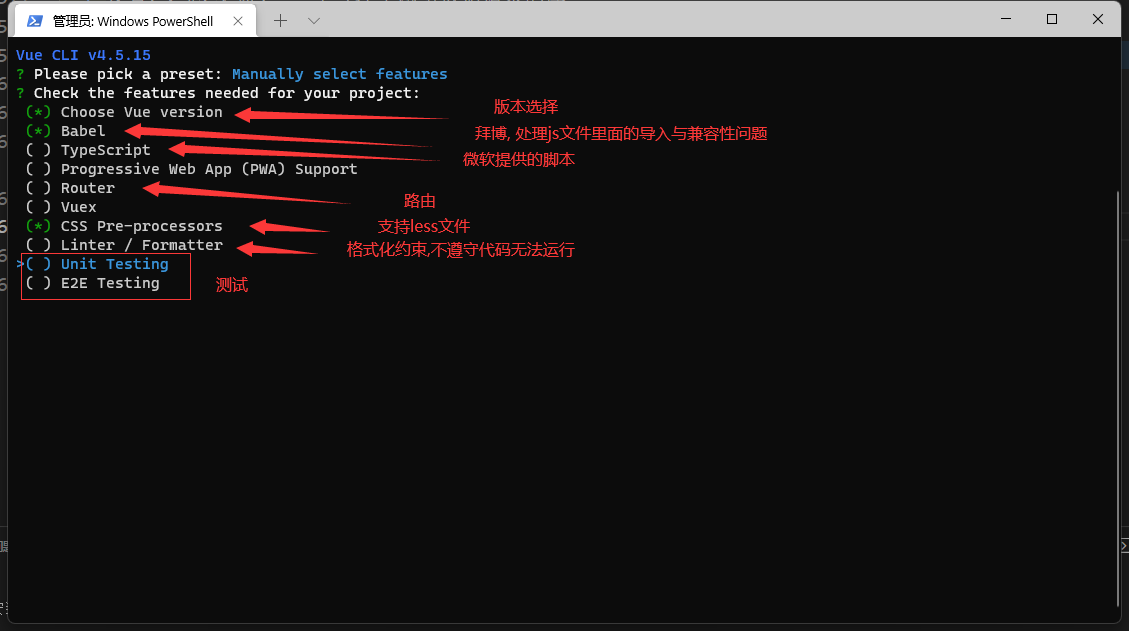 管理员: Windows PowerShell
Vue CLI v4.5.15
? Please pick a preset: Manually select features
? Check the features needed for your project:
(*) Choose Vue version
版本选择
(*) Babel
拜博, 处理js文件里面的导入与兼容性问题
( ) TypeScript
微软提供的脚本
( ) Progressive Web App (PWA) Support
( ) Router
路由
( ) Vuex
(*) CSS Pre-processors
支持less文件
( ) Linter / Formatter
格式化约束,不遵守代码无法运行
>( ) Unit Testing
( ) E2E Testing
测试